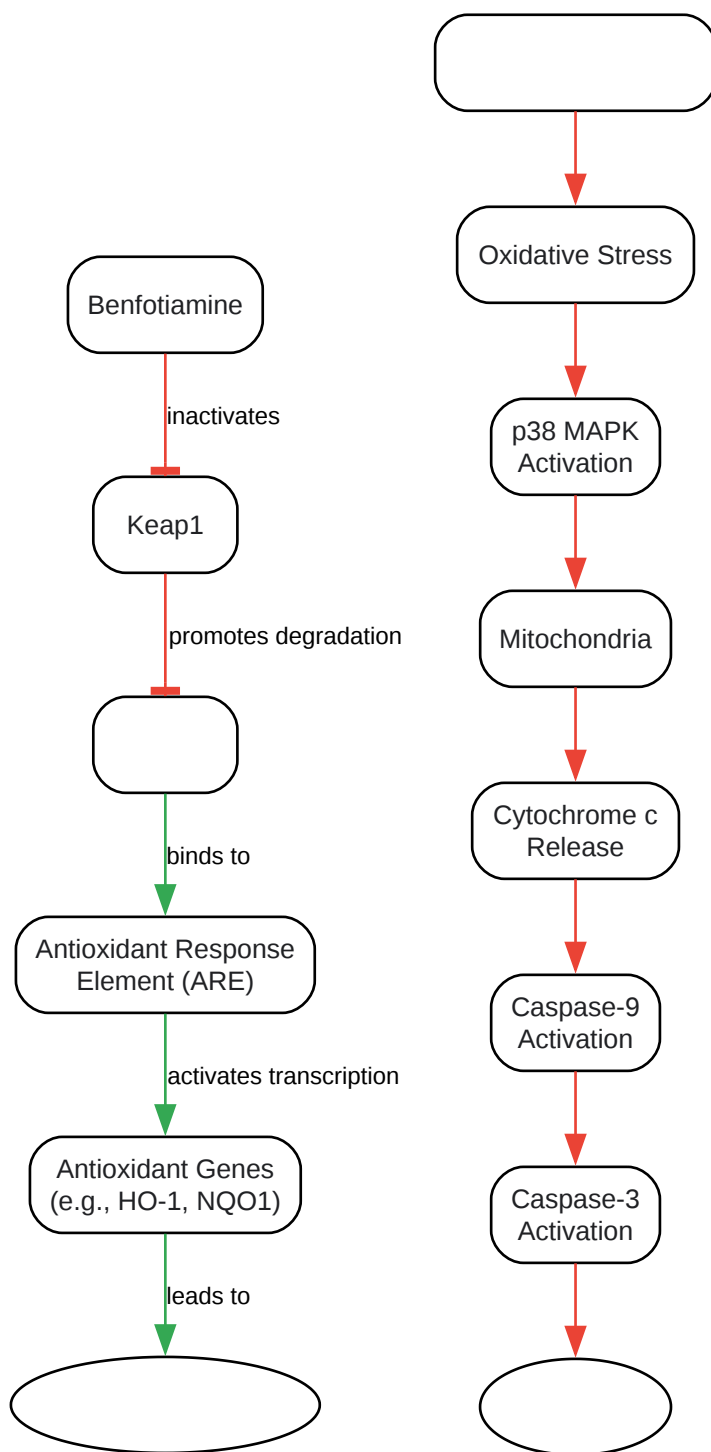 Benfotiamine
inactivates
Keap1
promotes degradation
binds to
Antioxidant Response
Element (ARE)
activates transcription
Antioxidant Genes
(e.g., HO-1, NQO1)
leads to
Oxidative Stress
p38 MAPK
Activation
Mitochondria
Cytochrome c
Release
Caspase-9
Activation
Caspase-3
Activation